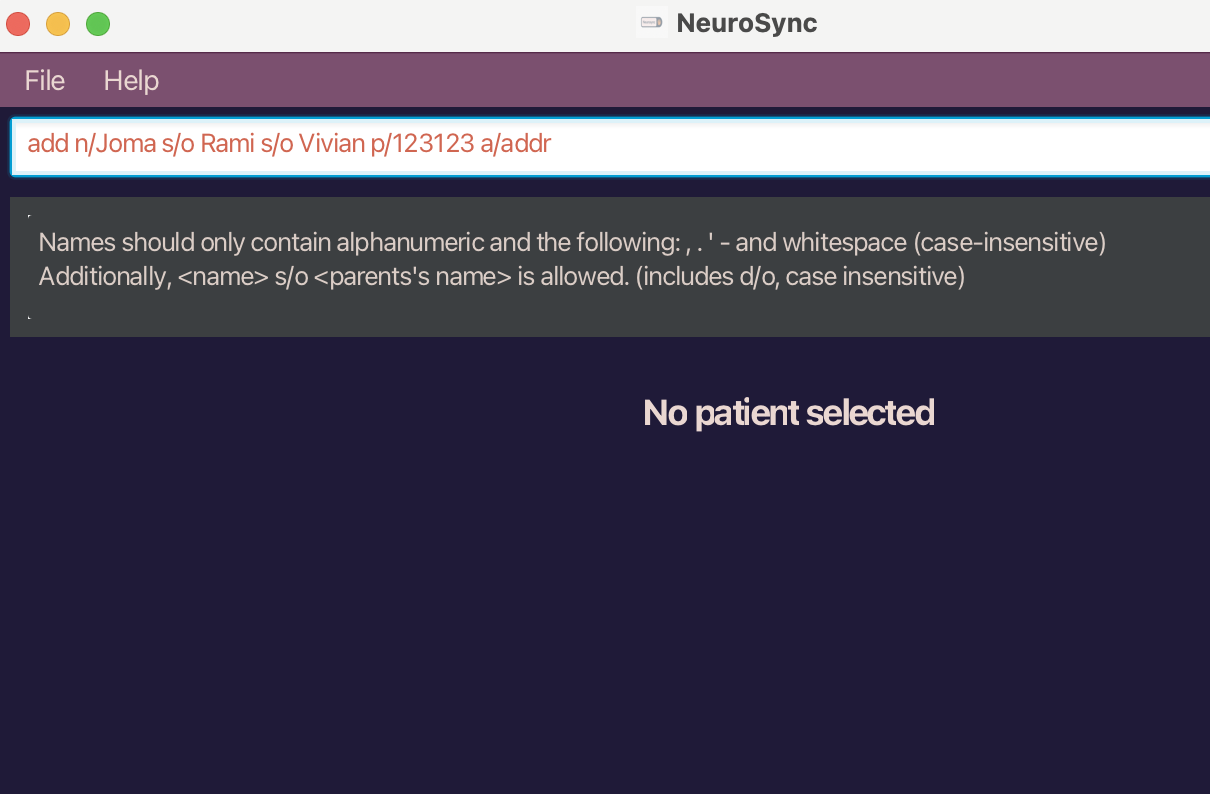 NeuroSync
File Help
add n/Joma s/o Rami s/o Vivian p/123123 a/addr
Names should only contain alphanumeric and the following: , . ' - and whitespace (case-insensitive)
Additionally, <name> s/o <parents's name> is allowed. (includes d/o, case insensitive)
No patient selected